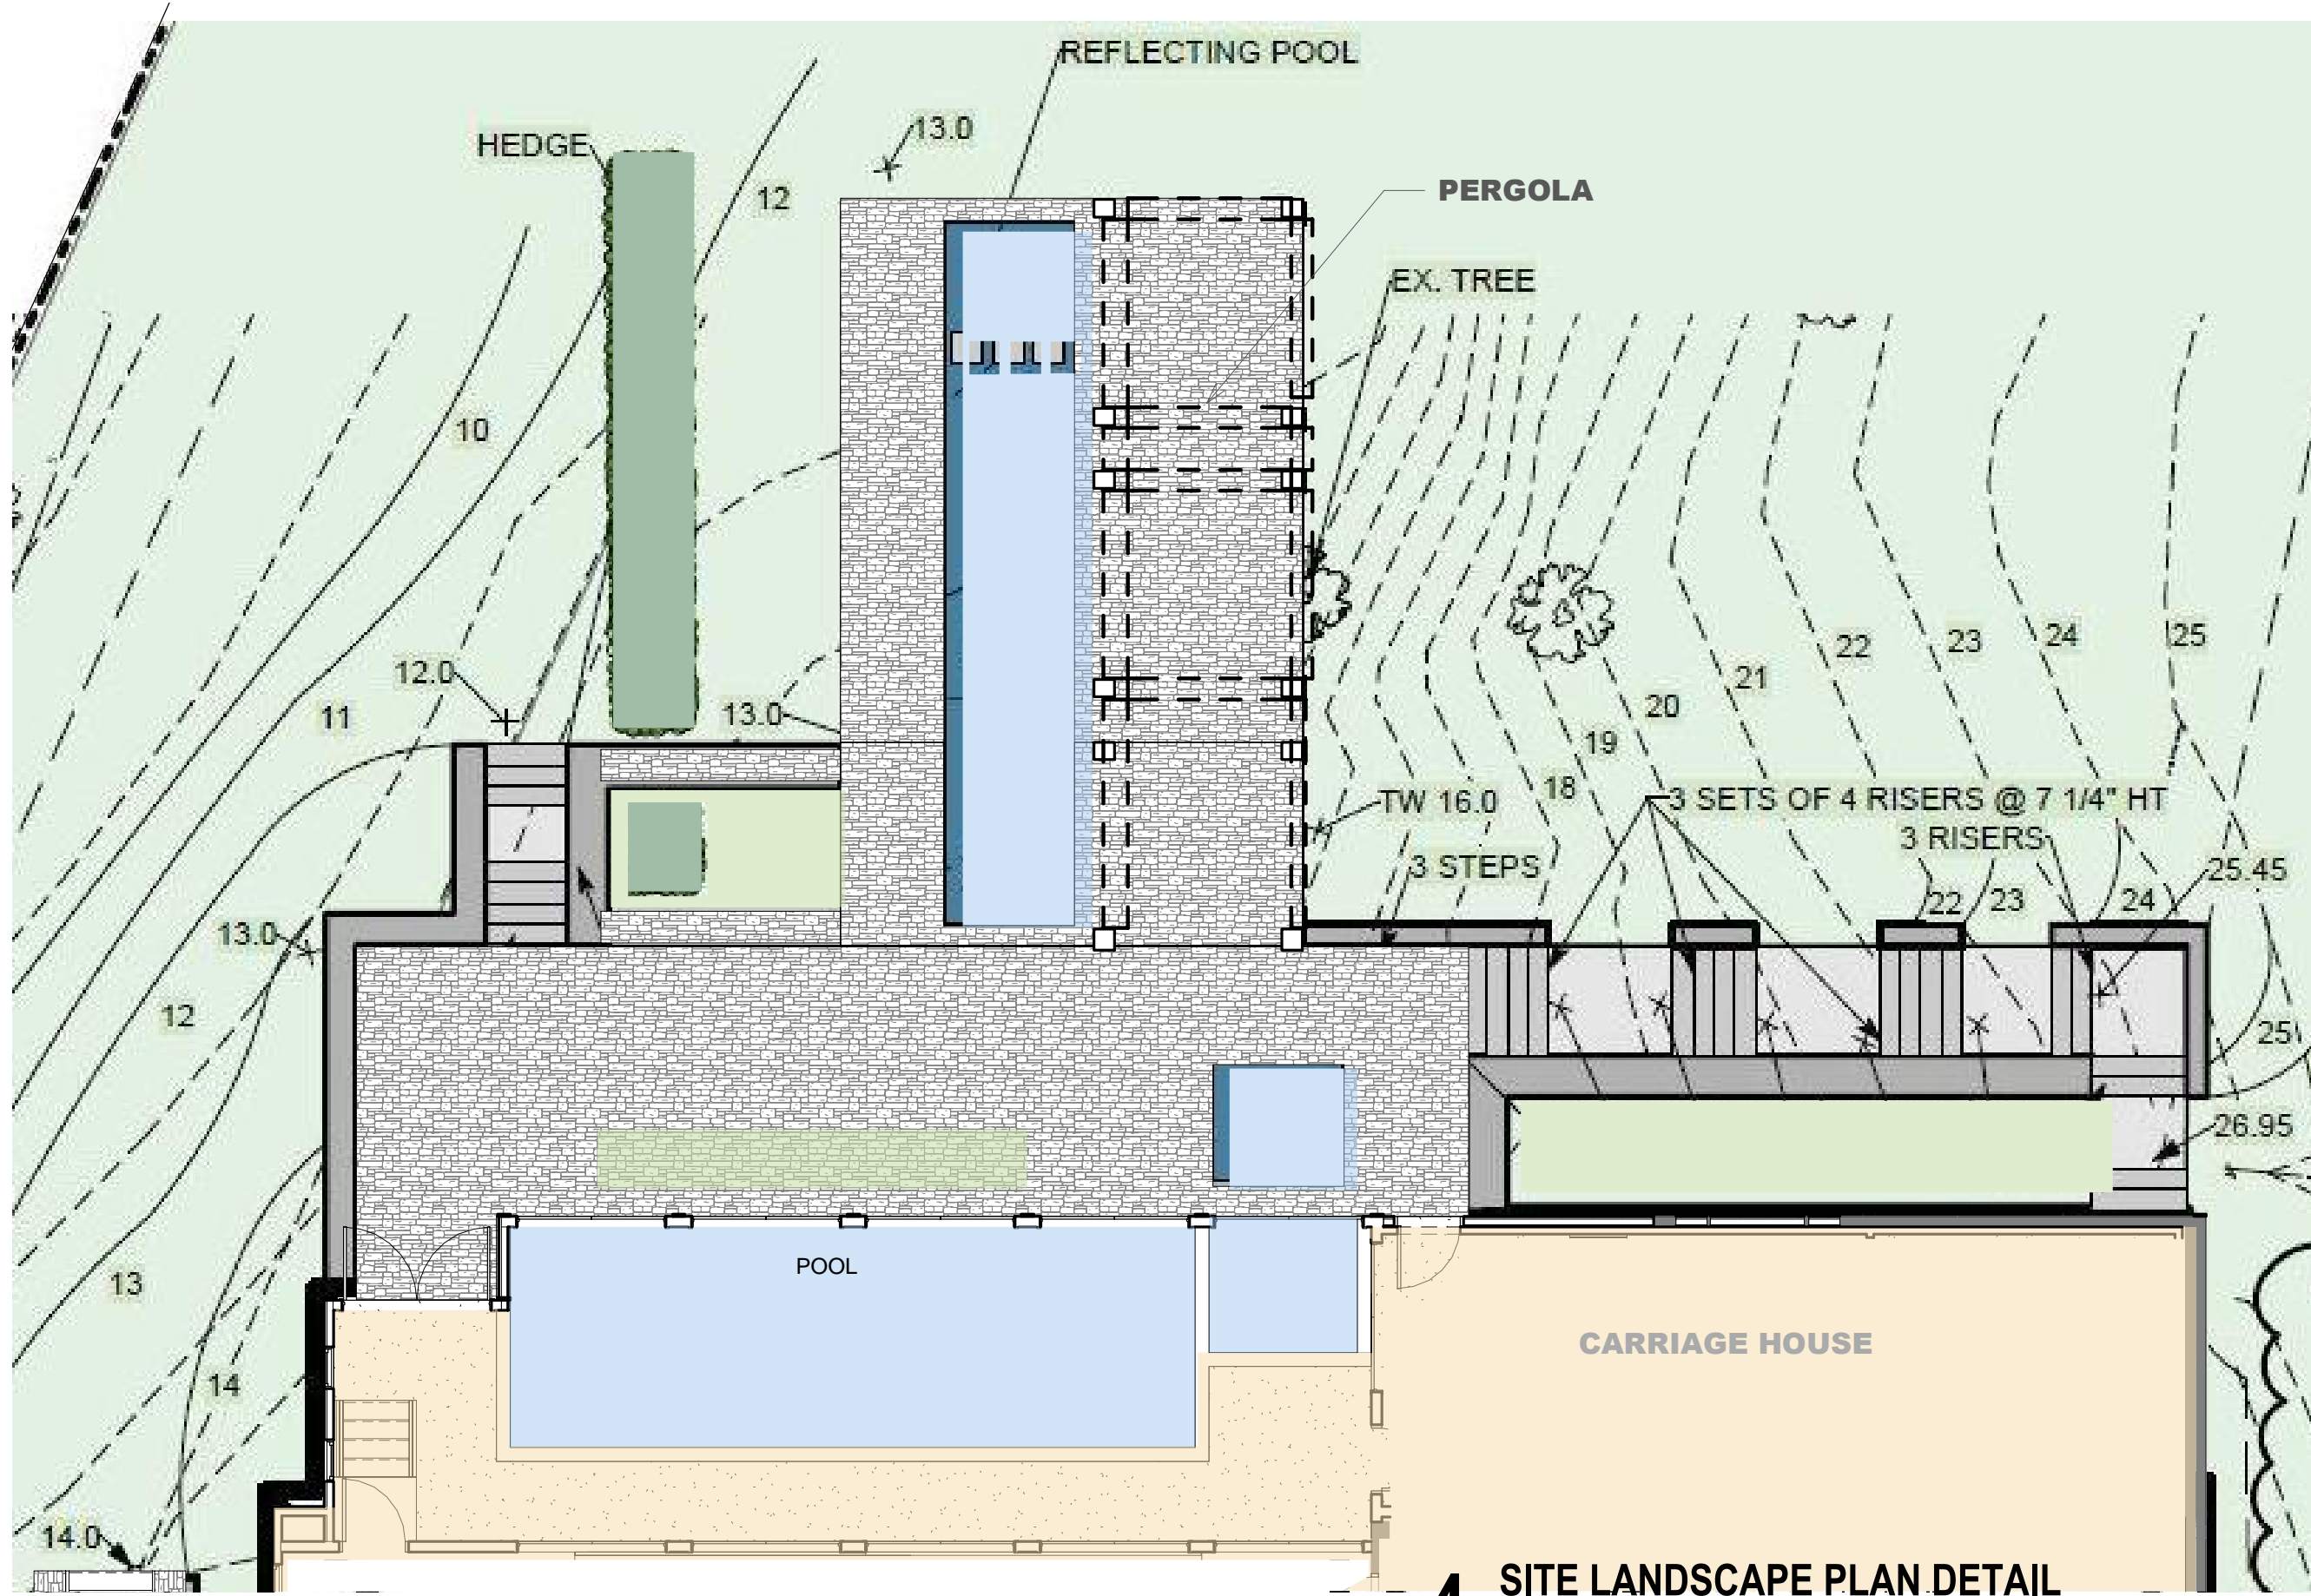 REFLECTING POOL
13.0
HEDGE
12
PERGOLA
EX. TREE
10
22
23
24
25
12.0
11
13.0
21
20
19
18
TW 16.0
3 SETS OF 4 RISERS @ 7 1/4" HT
3 RISERS
3 STEPS
25.45
22
23
24
13.0
12
25
26.95
POOL
13
CARRIAGE HOUSE
14
14.0
SITE LANDSCAPE PLAN DETAIL